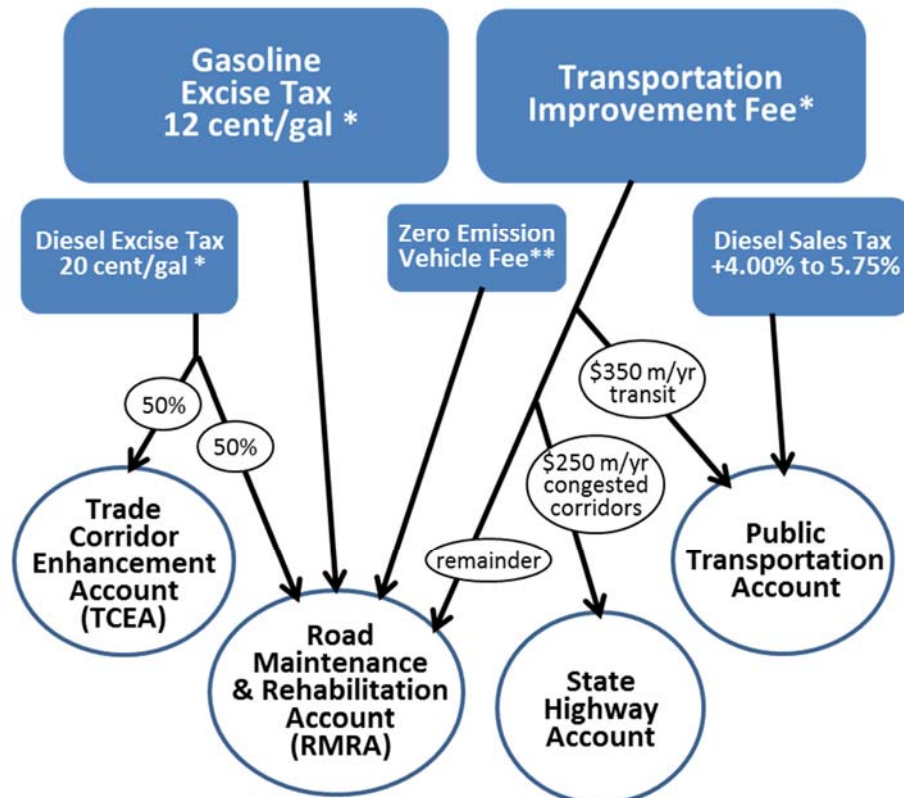 Gasoline
Excise Tax
12 cent/gal *
Transportation
Improvement Fee*
Diesel Excise Tax
20 cent/gal *
Zero Emission
Vehicle Fee**
Diesel Sales Tax
+4.00% to 5.75%
50%
50%
$350 m/yr
transit
$250 m/yr
congested
corridors
remainder
Trade
Corridor
Enhancement
Account
(TCEA)
Road
Maintenance
& Rehabilitation
Account
(RMRA)
State
Highway
Account
Public
Transportation
Account